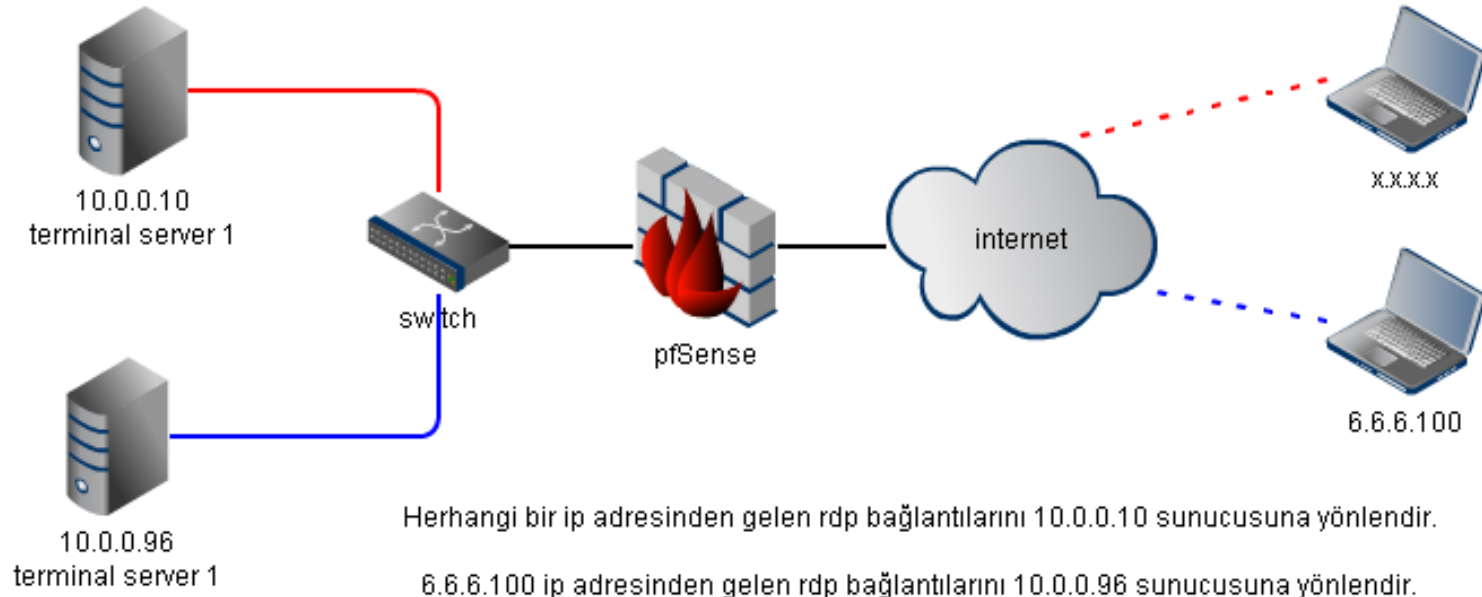 10.0.0.10
terminal server 1
switch
pfSense
internet
x.x.x.x
6.6.6.100
10.0.0.96
terminal server 1
Herhangi bir ip adresinden gelen rdp bağlantılarını 10.0.0.10 sunucusuna yönlendir.
6.6.6.100 ip adresinden gelen rdp bağlantılarını 10.0.0.96 sunucusuna yönlendir.